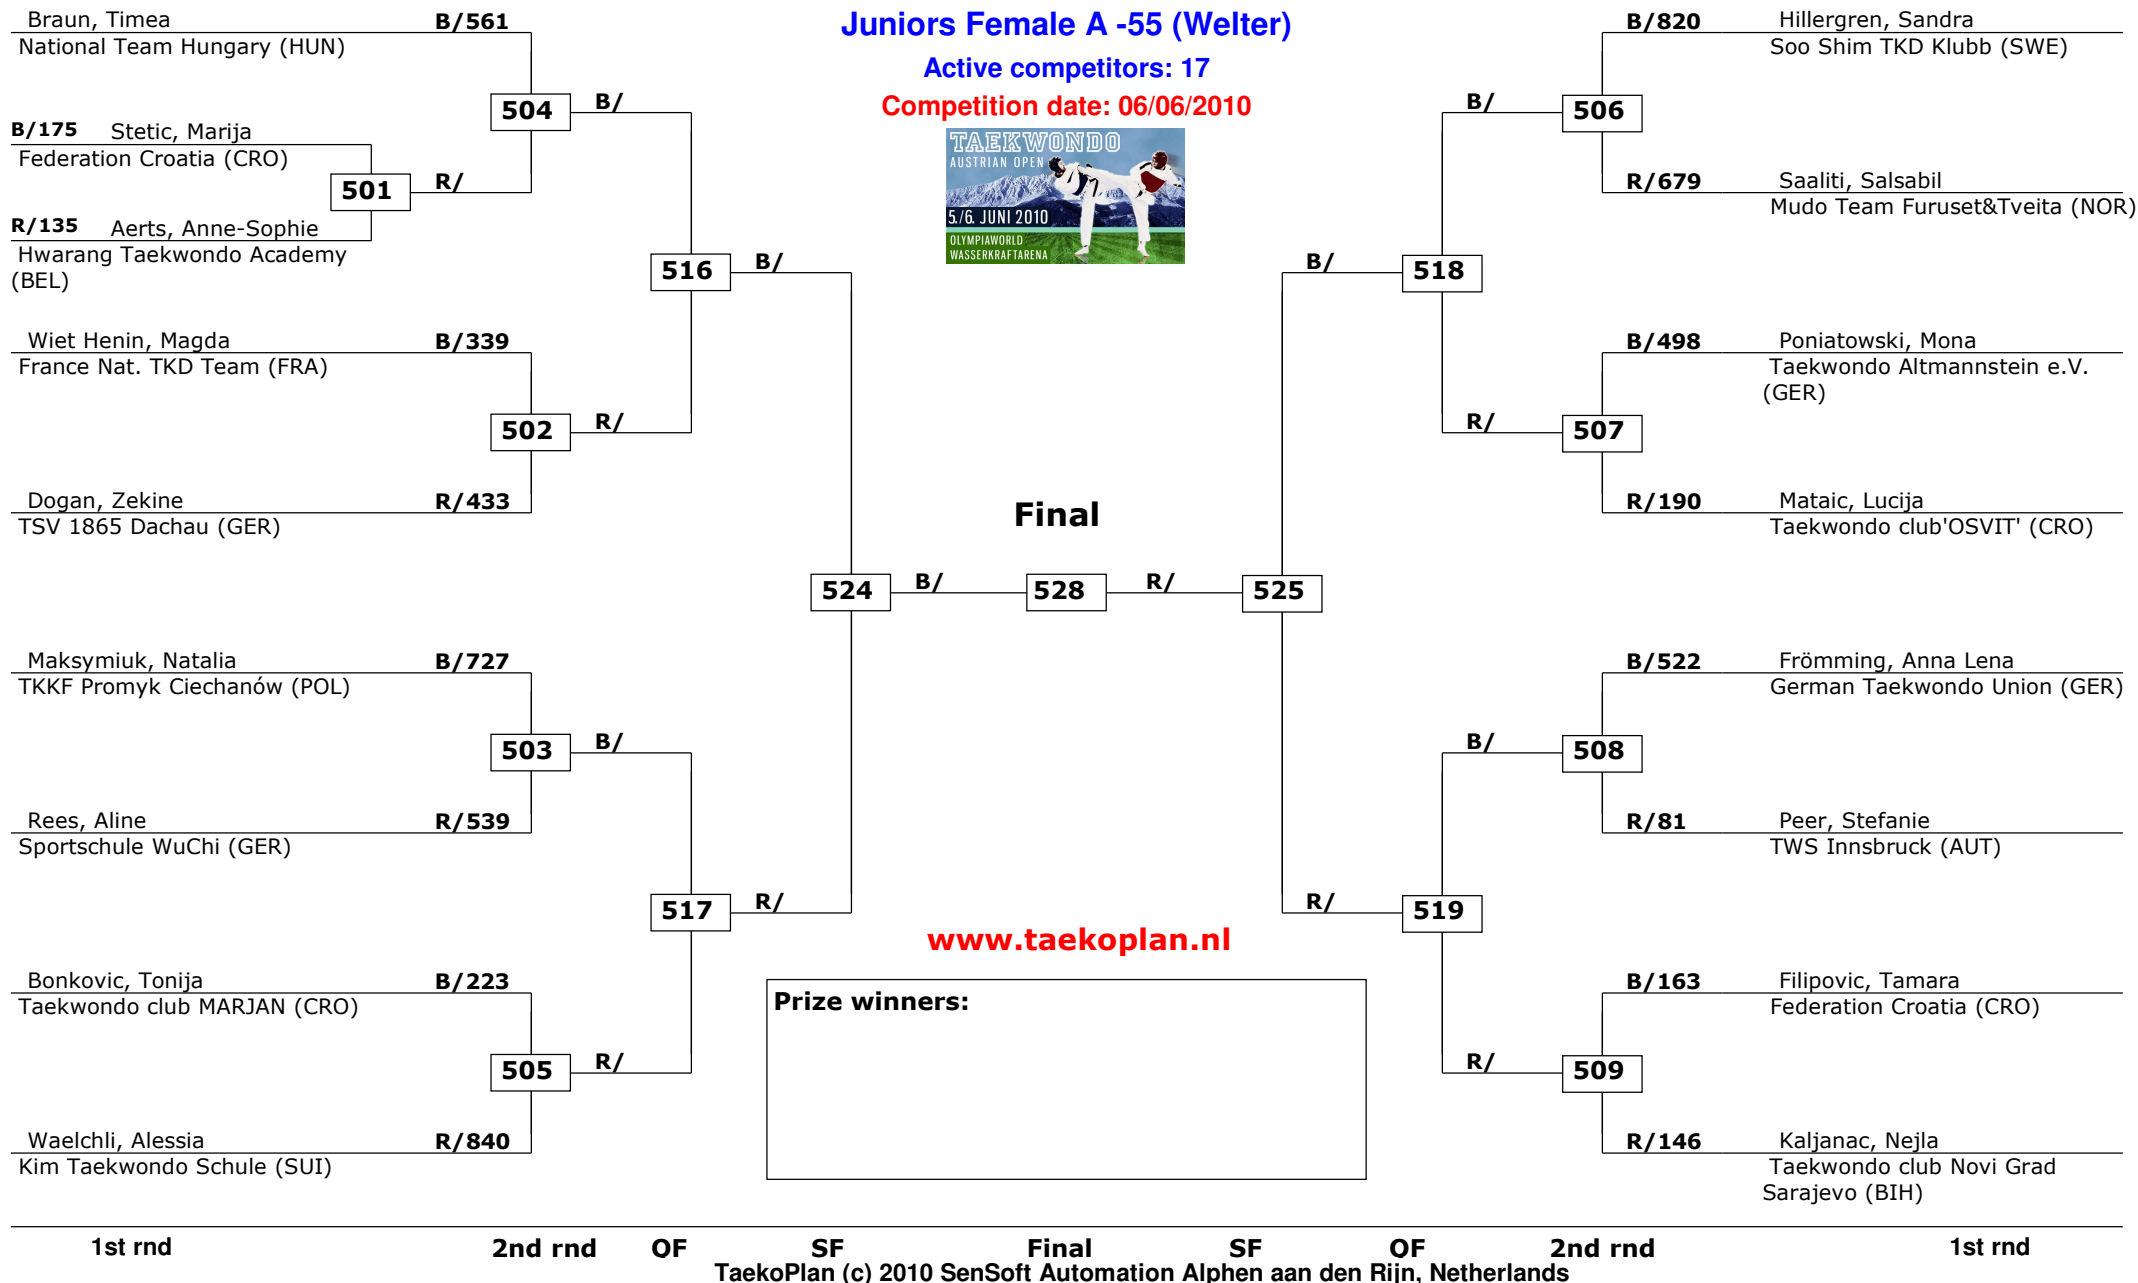 Juniors Female A -55 (Welter)
Active competitors: 17
Competition date: 06/06/2010
TAEKWONDO
AUSTRIAN OPEN
5./6. JUNI 2010
OLYMPIAWORLD
WASSERKRAFTARENA
Braun, Timea B/561
National Team Hungary (HUN)
504 B/
B/175 Stetic, Marija
Federation Croatia (CRO)
501 R/
R/135 Aerts, Anne-Sophie
Hwarang Taekwondo Academy
(BEL)
516 B/
Wiet Henin, Magda B/339
France Nat. TKD Team (FRA)
502 R/
Dogan, Zekine R/433
TSV 1865 Dachau (GER)
Final
524 B/ 528 R/ 525
Maksymiuk, Natalia B/727
TKKF Promyk Ciechanów (POL)
503 B/
Rees, Aline R/539
Sportschule WuChi (GER)
517 R/
Bonkovic, Tonija B/223
Taekwondo club MARJAN (CRO)
505 R/
Waelchli, Alessia R/840
Kim Taekwondo Schule (SUI)
B/820 Hillergren, Sandra
Soo Shim TKD Klubb (SWE)
B/ 506
R/679 Saaliti, Salsabil
Mudo Team Furuset&Tveita (NOR)
B/ 518
B/498 Poniatowski, Mona
Taekwondo Altmannstein e.V.
(GER)
R/ 507
R/190 Mataic, Lucija
Taekwondo club'OSVIT' (CRO)
B/522 Frömming, Anna Lena
German Taekwondo Union (GER)
B/ 508
R/81 Peer, Stefanie
TWS Innsbruck (AUT)
R/ 519
B/163 Filipovic, Tamara
Federation Croatia (CRO)
R/ 509
R/146 Kaljanac, Nejla
Taekwondo club Novi Grad
Sarajevo (BIH)
www.taekoplan.nl
Prize winners:
1st rnd 2nd rnd QF SF Final SF QF 2nd rnd 1st rnd
TaekoPlan (c) 2010 SenSoft Automation Alphen aan den Rijn, Netherlands